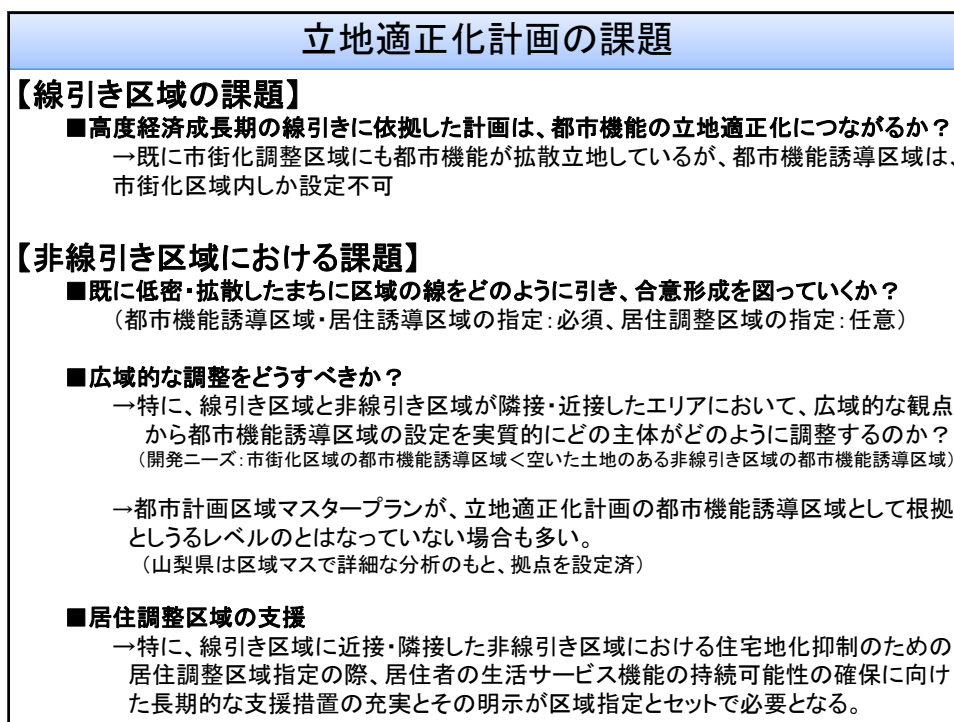 立地適正化計画の課題
【線引き区域の課題】
■高度経済成長期の線引きに依拠した計画は、都市機能の立地適正化につながるか？
→既に市街化調整区域にも都市機能が拡散立地しているが、都市機能誘導区域は、
市街化区域内しか設定不可
【非線引き区域における課題】
■既に低密・拡散したまちに区域の線をどのように引き、合意形成を図っていくか？
（都市機能誘導区域・居住誘導区域の指定：必須、居住調整区域の指定：任意）
■広域的な調整をどうすべきか？
→特に、線引き区域と非線引き区域が隣接・近接したエリアにおいて、広域的な観点
から都市機能誘導区域の設定を実質的にどの主体がどのように調整するのか？
（開発ニーズ：市街化区域の都市機能誘導区域＜空いた土地のある非線引き区域の都市機能誘導区域）
→都市計画区域マスタープランが、立地適正化計画の都市機能誘導区域として根拠
としうるレベルのとはなっていない場合も多い。
（山梨県は区域マスで詳細な分析のもと、拠点を設定済）
■居住調整区域の支援
→特に、線引き区域に近接・隣接した非線引き区域における住宅地化抑制のための
居住調整区域指定の際、居住者の生活サービス機能の持続可能性の確保に向け
た長期的な支援措置の充実とその明示が区域指定とセットで必要となる。